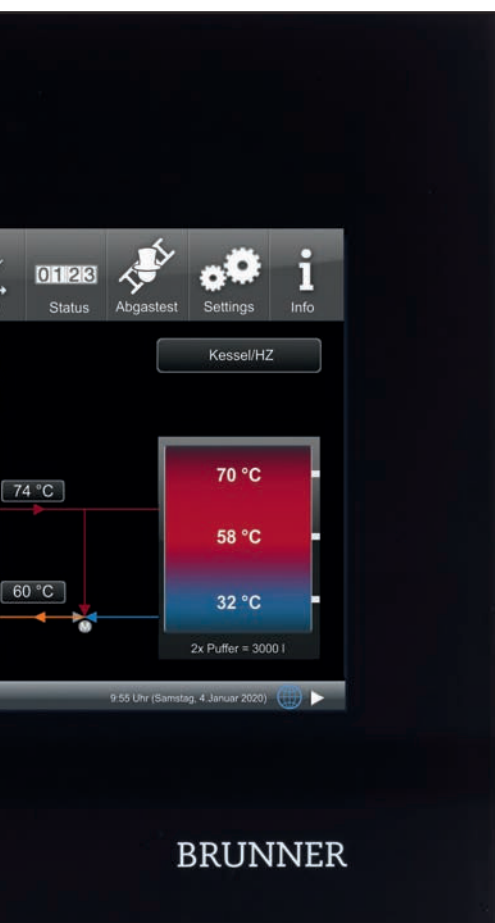 0123
Status
Abgastest
Settings
Info
Kessel/HZ
70 °C
74 °C
58 °C
60 °C
32 °C
M
2x Puffer = 3000 l
9:55 Uhr (Samstag, 4.Januar 2020)
BRUNNER